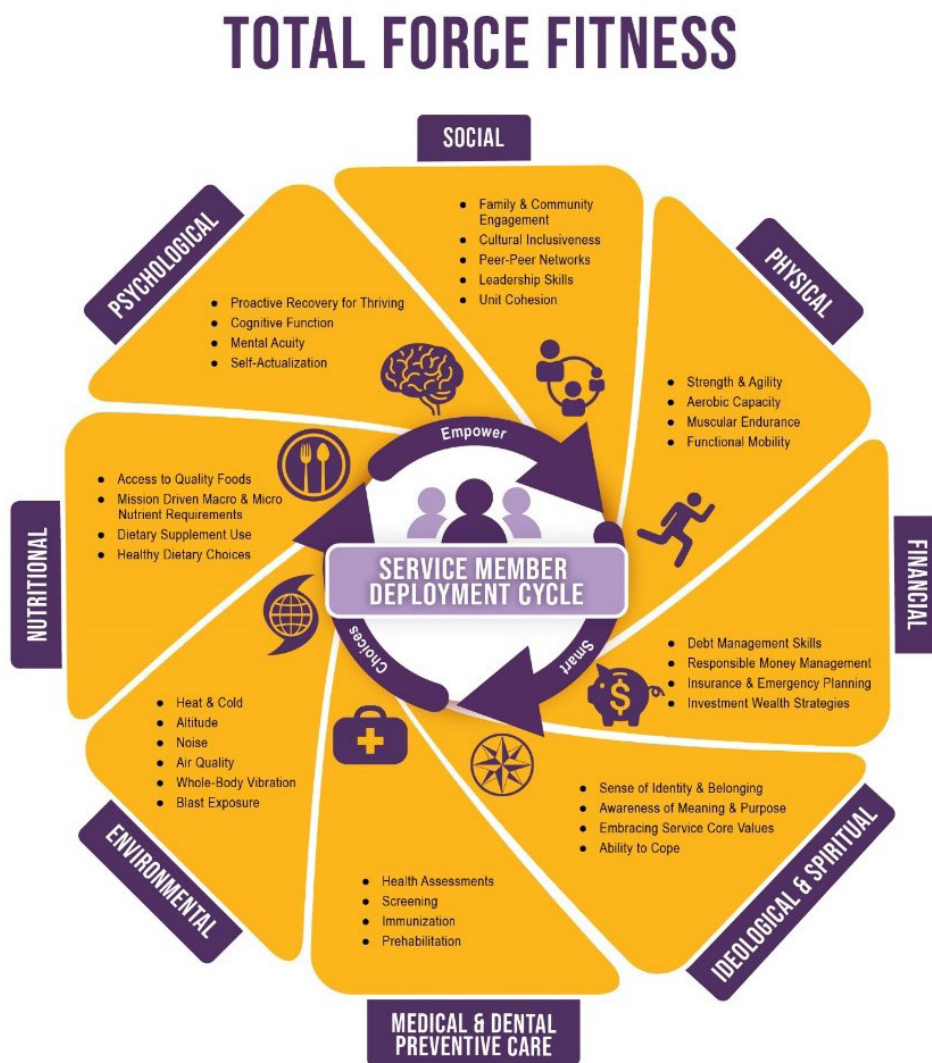 TOTAL FORCE FITNESS
SOCIAL
● Family & Community
Engagement
● Cultural Inclusiveness
● Peer-Peer Networks
● Leadership Skills
● Unit Cohesion
PHYSICAL
● Strength & Agility
● Aerobic Capacity
● Muscular Endurance
● Functional Mobility
FINANCIAL
● Debt Management Skills
● Responsible Money Management
● Insurance & Emergency Planning
● Investment Wealth Strategies
IDEOLOGICAL & SPIRITUAL
● Sense of Identity & Belonging
● Awareness of Meaning & Purpose
● Embracing Service Core Values
● Ability to Cope
MEDICAL & DENTAL
PREVENTIVE CARE
● Health Assessments
● Screening
● Immunization
● Prehabilitation
ENVIRONMENTAL
● Heat & Cold
● Altitude
● Noise
● Air Quality
● Whole-Body Vibration
● Blast Exposure
NUTRITIONAL
● Access to Quality Foods
● Mission Driven Macro & Micro
Nutrient Requirements
● Dietary Supplement Use
● Healthy Dietary Choices
PSYCHOLOGICAL
● Proactive Recovery for Thriving
● Cognitive Function
● Mental Acuity
● Self-Actualization
Empower
Smart
Choices
SERVICE MEMBER
DEPLOYMENT CYCLE
$